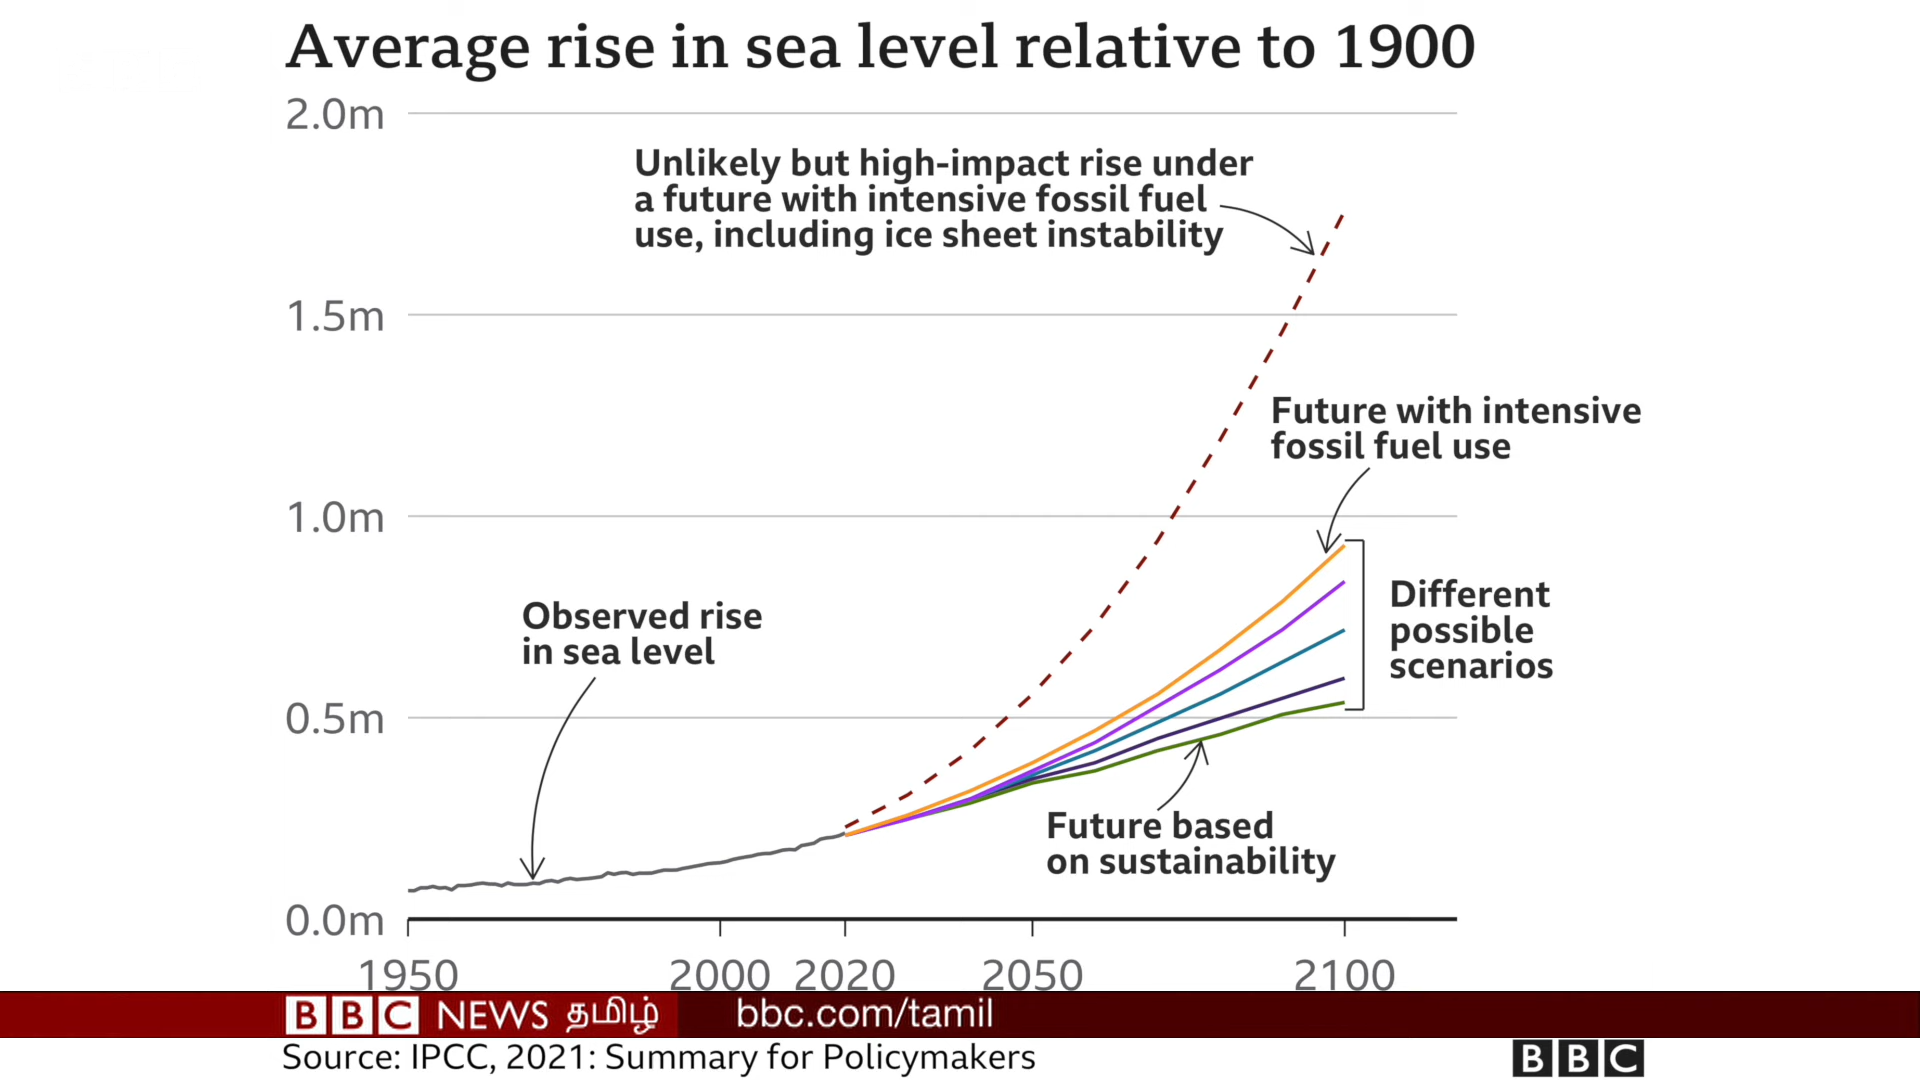 Average rise in sea level relative to 1900
2.0m
Unlikely but high-impact rise under
a future with intensive fossil fuel
use, including ice sheet instability
1.5m
Future with intensive
fossil fuel use
1.0m
Different
possible
scenarios
Observed rise
in sea level
0.5m
Future based
on sustainability
0.0m
1950 2000 2020 2050 2100
BBC NEWS தமிழ் bbc.com/tamil
Source: IPCC, 2021: Summary for Policymakers
BBC